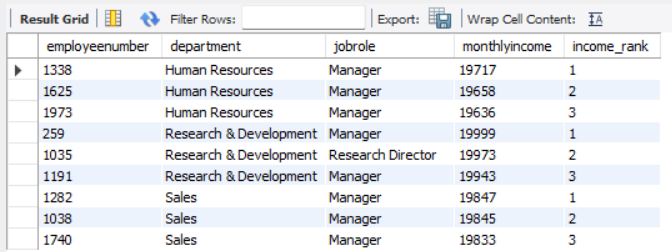 Result Grid Filter Rows: Export: Wrap Cell Content: IA
employeenumber department jobrole monthlyincome income_rank
1338 Human Resources Manager 19717 1
1625 Human Resources Manager 19658 2
1973 Human Resources Manager 19636 3
259 Research & Development Manager 19999 1
1035 Research & Development Research Director 19973 2
1191 Research & Development Manager 19943 3
1282 Sales Manager 19847 1
1038 Sales Manager 19845 2
1740 Sales Manager 19833 3